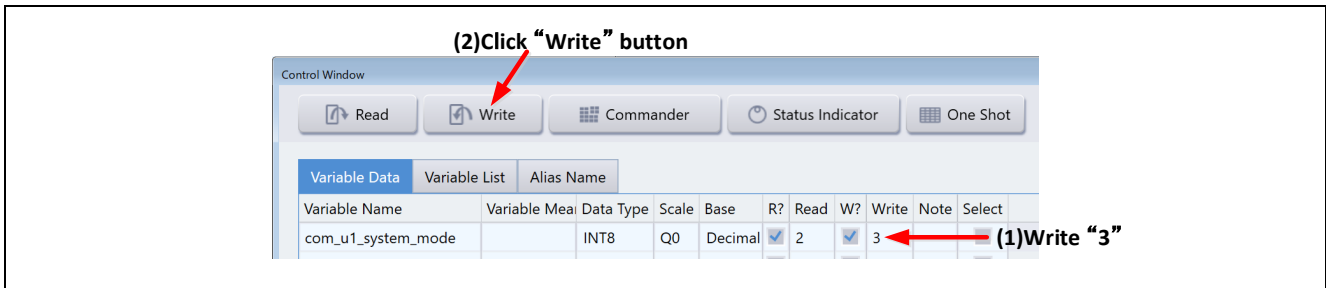 (2)Click “Write” button
Control Window
Read Write Commander Status Indicator One Shot
Variable Data Variable List Alias Name
Variable Name Variable Mea Data Type Scale Base R? Read W? Write Note Select
com_u1_system_mode INT8 Q0 Decimal 2 3
(1)Write “3”